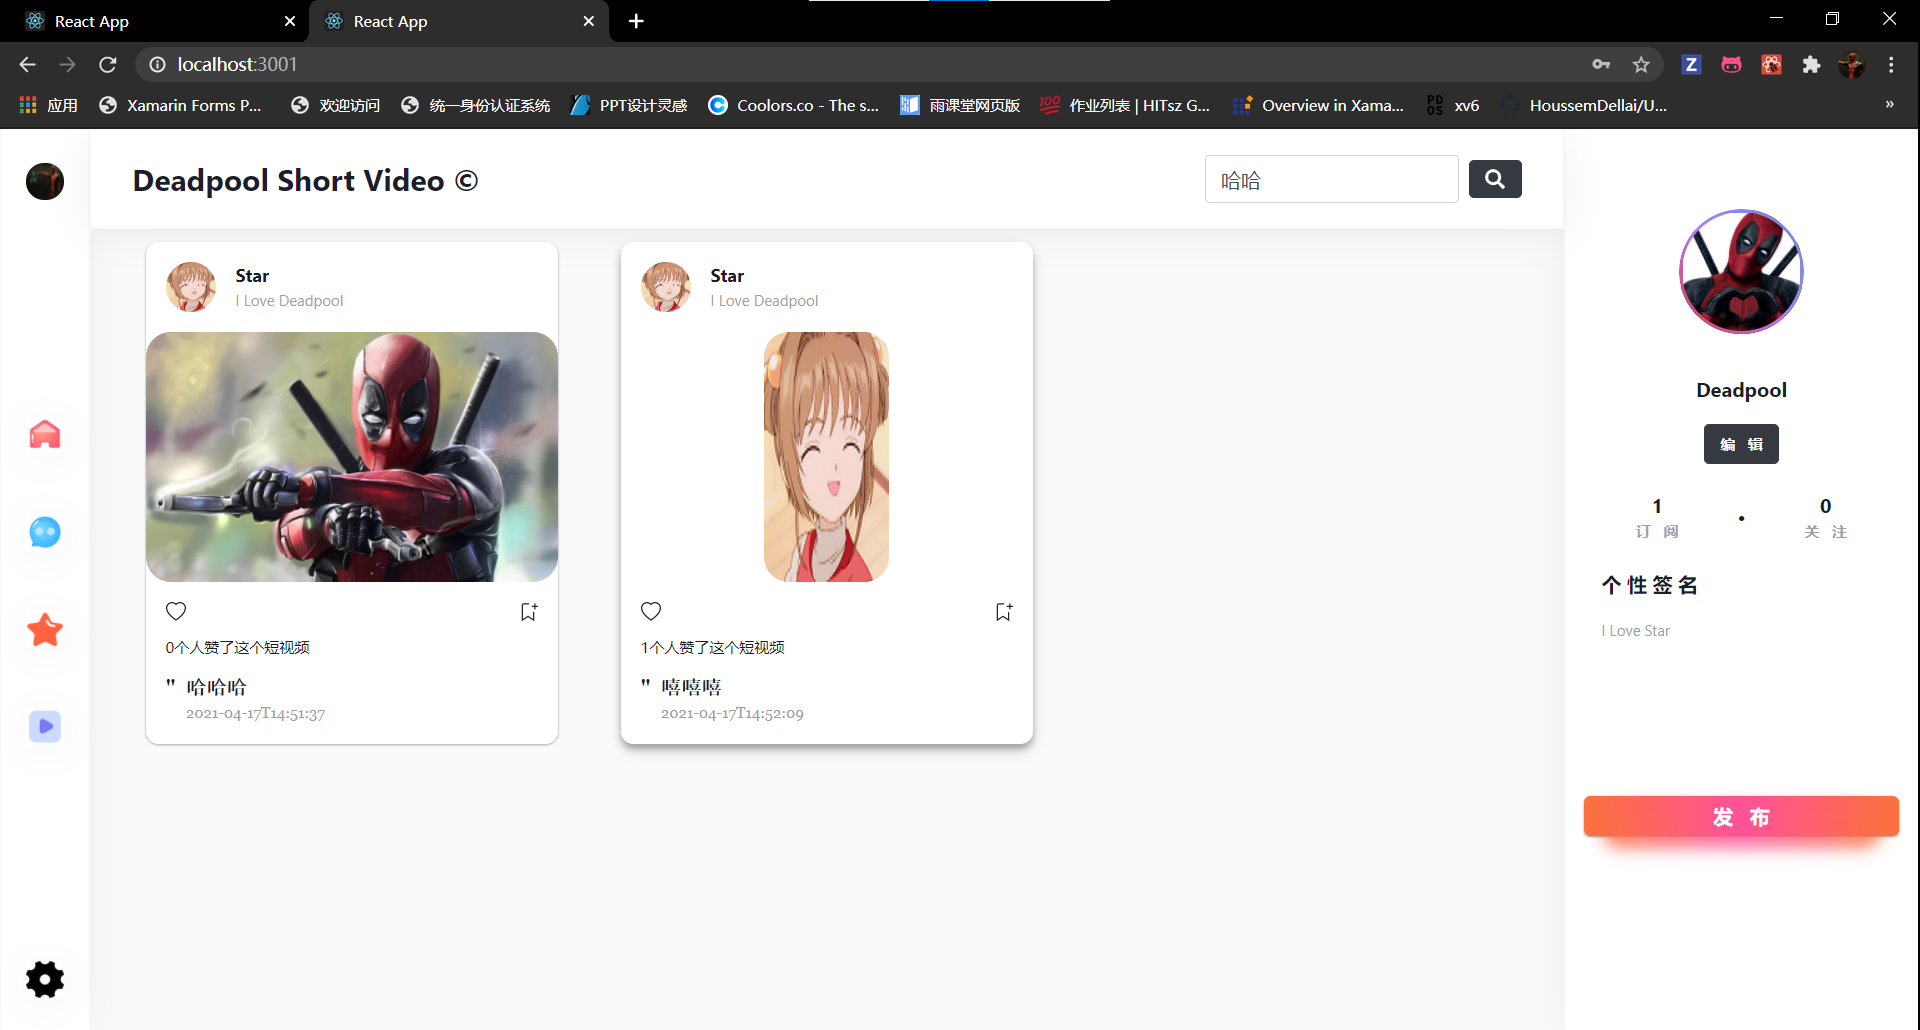 React App
React App
localhost:3001
应用
Xamarin Forms P...
欢迎访问
统一身份认证系统
PPT设计灵感
Coolors.co - The s...
雨课堂网页版
100
作业列表 | HITsz G...
Overview in Xama...
PDOS
xv6
HoussemDellai/U...
»
Deadpool Short Video ©
哈哈
Star
I Love Deadpool
0个人赞了这个短视频
" 哈哈哈
2021-04-17T14:51:37
Star
I Love Deadpool
1个人赞了这个短视频
" 嘻嘻嘻
2021-04-17T14:52:09
Deadpool
编 辑
1
订 阅
•
0
关 注
个性签名
I Love Star
发 布